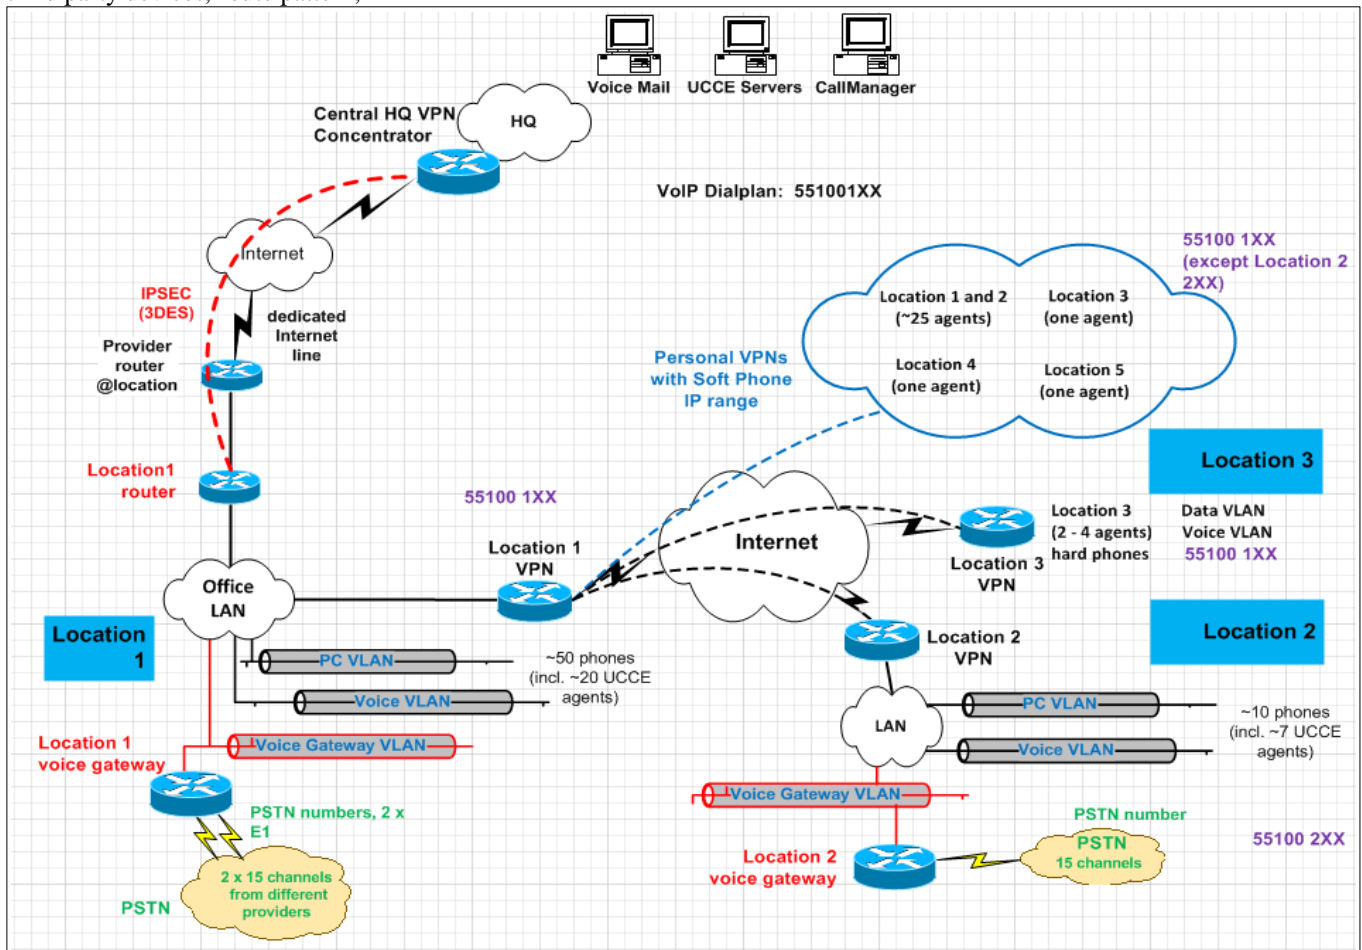 Voice Mail
UCCE Servers
CallManager
Central HQ VPN
Concentrator
HQ
VoIP Dialplan: 551001XX
Internet
IPSEC
(3DES)
dedicated
Internet
line
Provider
router
@location
55100 1XX
(except Location 2
2XX)
Location 1 and 2
(~25 agents)
Location 3
(one agent)
Location 4
(one agent)
Location 5
(one agent)
Personal VPNs
with Soft Phone
IP range
Location1
router
55100 1XX
Location 3
Location 1
VPN
Internet
Location 3
VPN
Location 3
(2 - 4 agents)
hard phones
Data VLAN
Voice VLAN
55100 1XX
Office
LAN
Location
1
Location 2
Location 2
VPN
PC VLAN
Voice VLAN
~50 phones
(incl. ~20 UCCE
agents)
LAN
PC VLAN
Voice VLAN
~10 phones
(incl. ~7 UCCE
agents)
Location 1
voice gateway
Voice Gateway VLAN
Voice Gateway VLAN
PSTN numbers, 2 x
E1
PSTN
2 x 15 channels
from different
providers
Location 2
voice gateway
PSTN number
PSTN
15 channels
55100 2XX